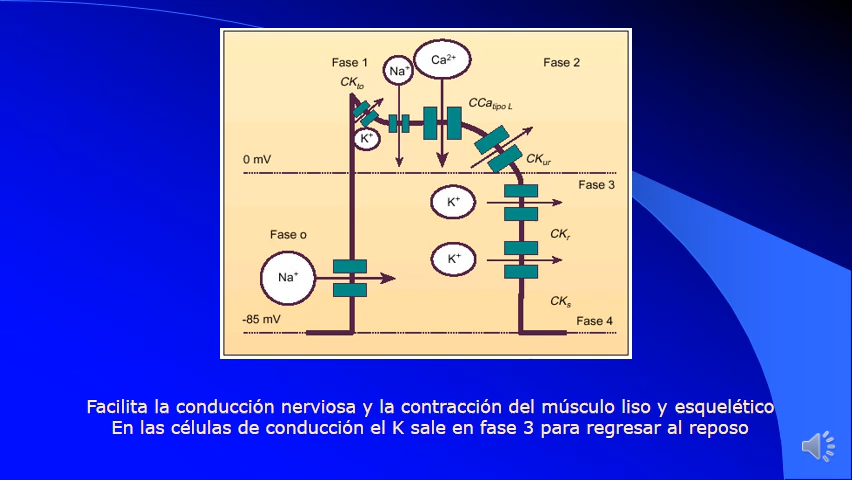 Fase 1
Na+
Ca2+
Fase 2
CKto
CCatipo L
K+
0 mV
CKur
Fase 3
K+
Fase o
CKr
K+
Na+
CKs
-85 mV
Fase 4
Facilita la conducción nerviosa y la contracción del músculo liso y esquelético
En las células de conducción el K sale en fase 3 para regresar al reposo